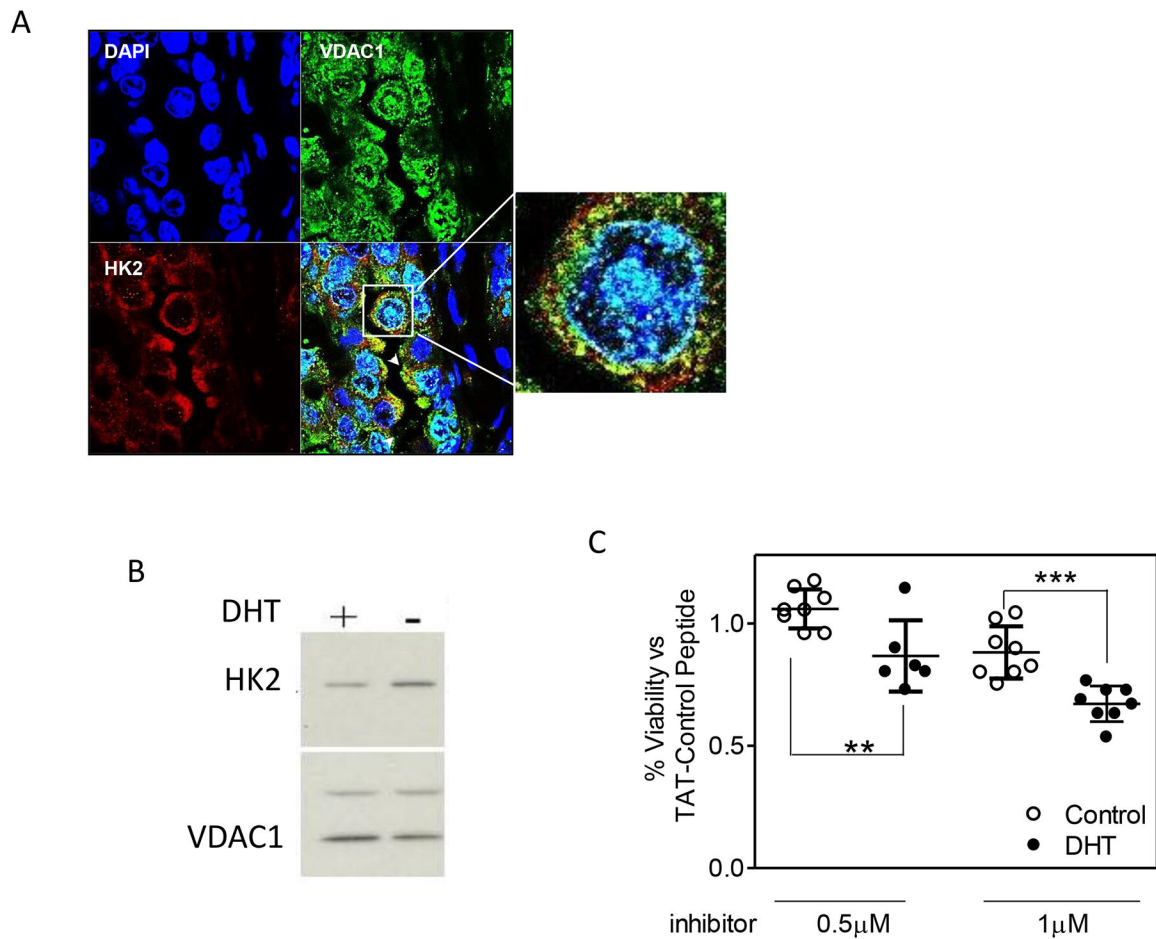 A
DAPI
VDAC1
HK2
B
DHT + -
HK2
VDAC1
C
% Viability vs
TAT-Control Peptide
1.0
0.5
0.0
***
**
Control
DHT
inhibitor 0.5μM 1μM